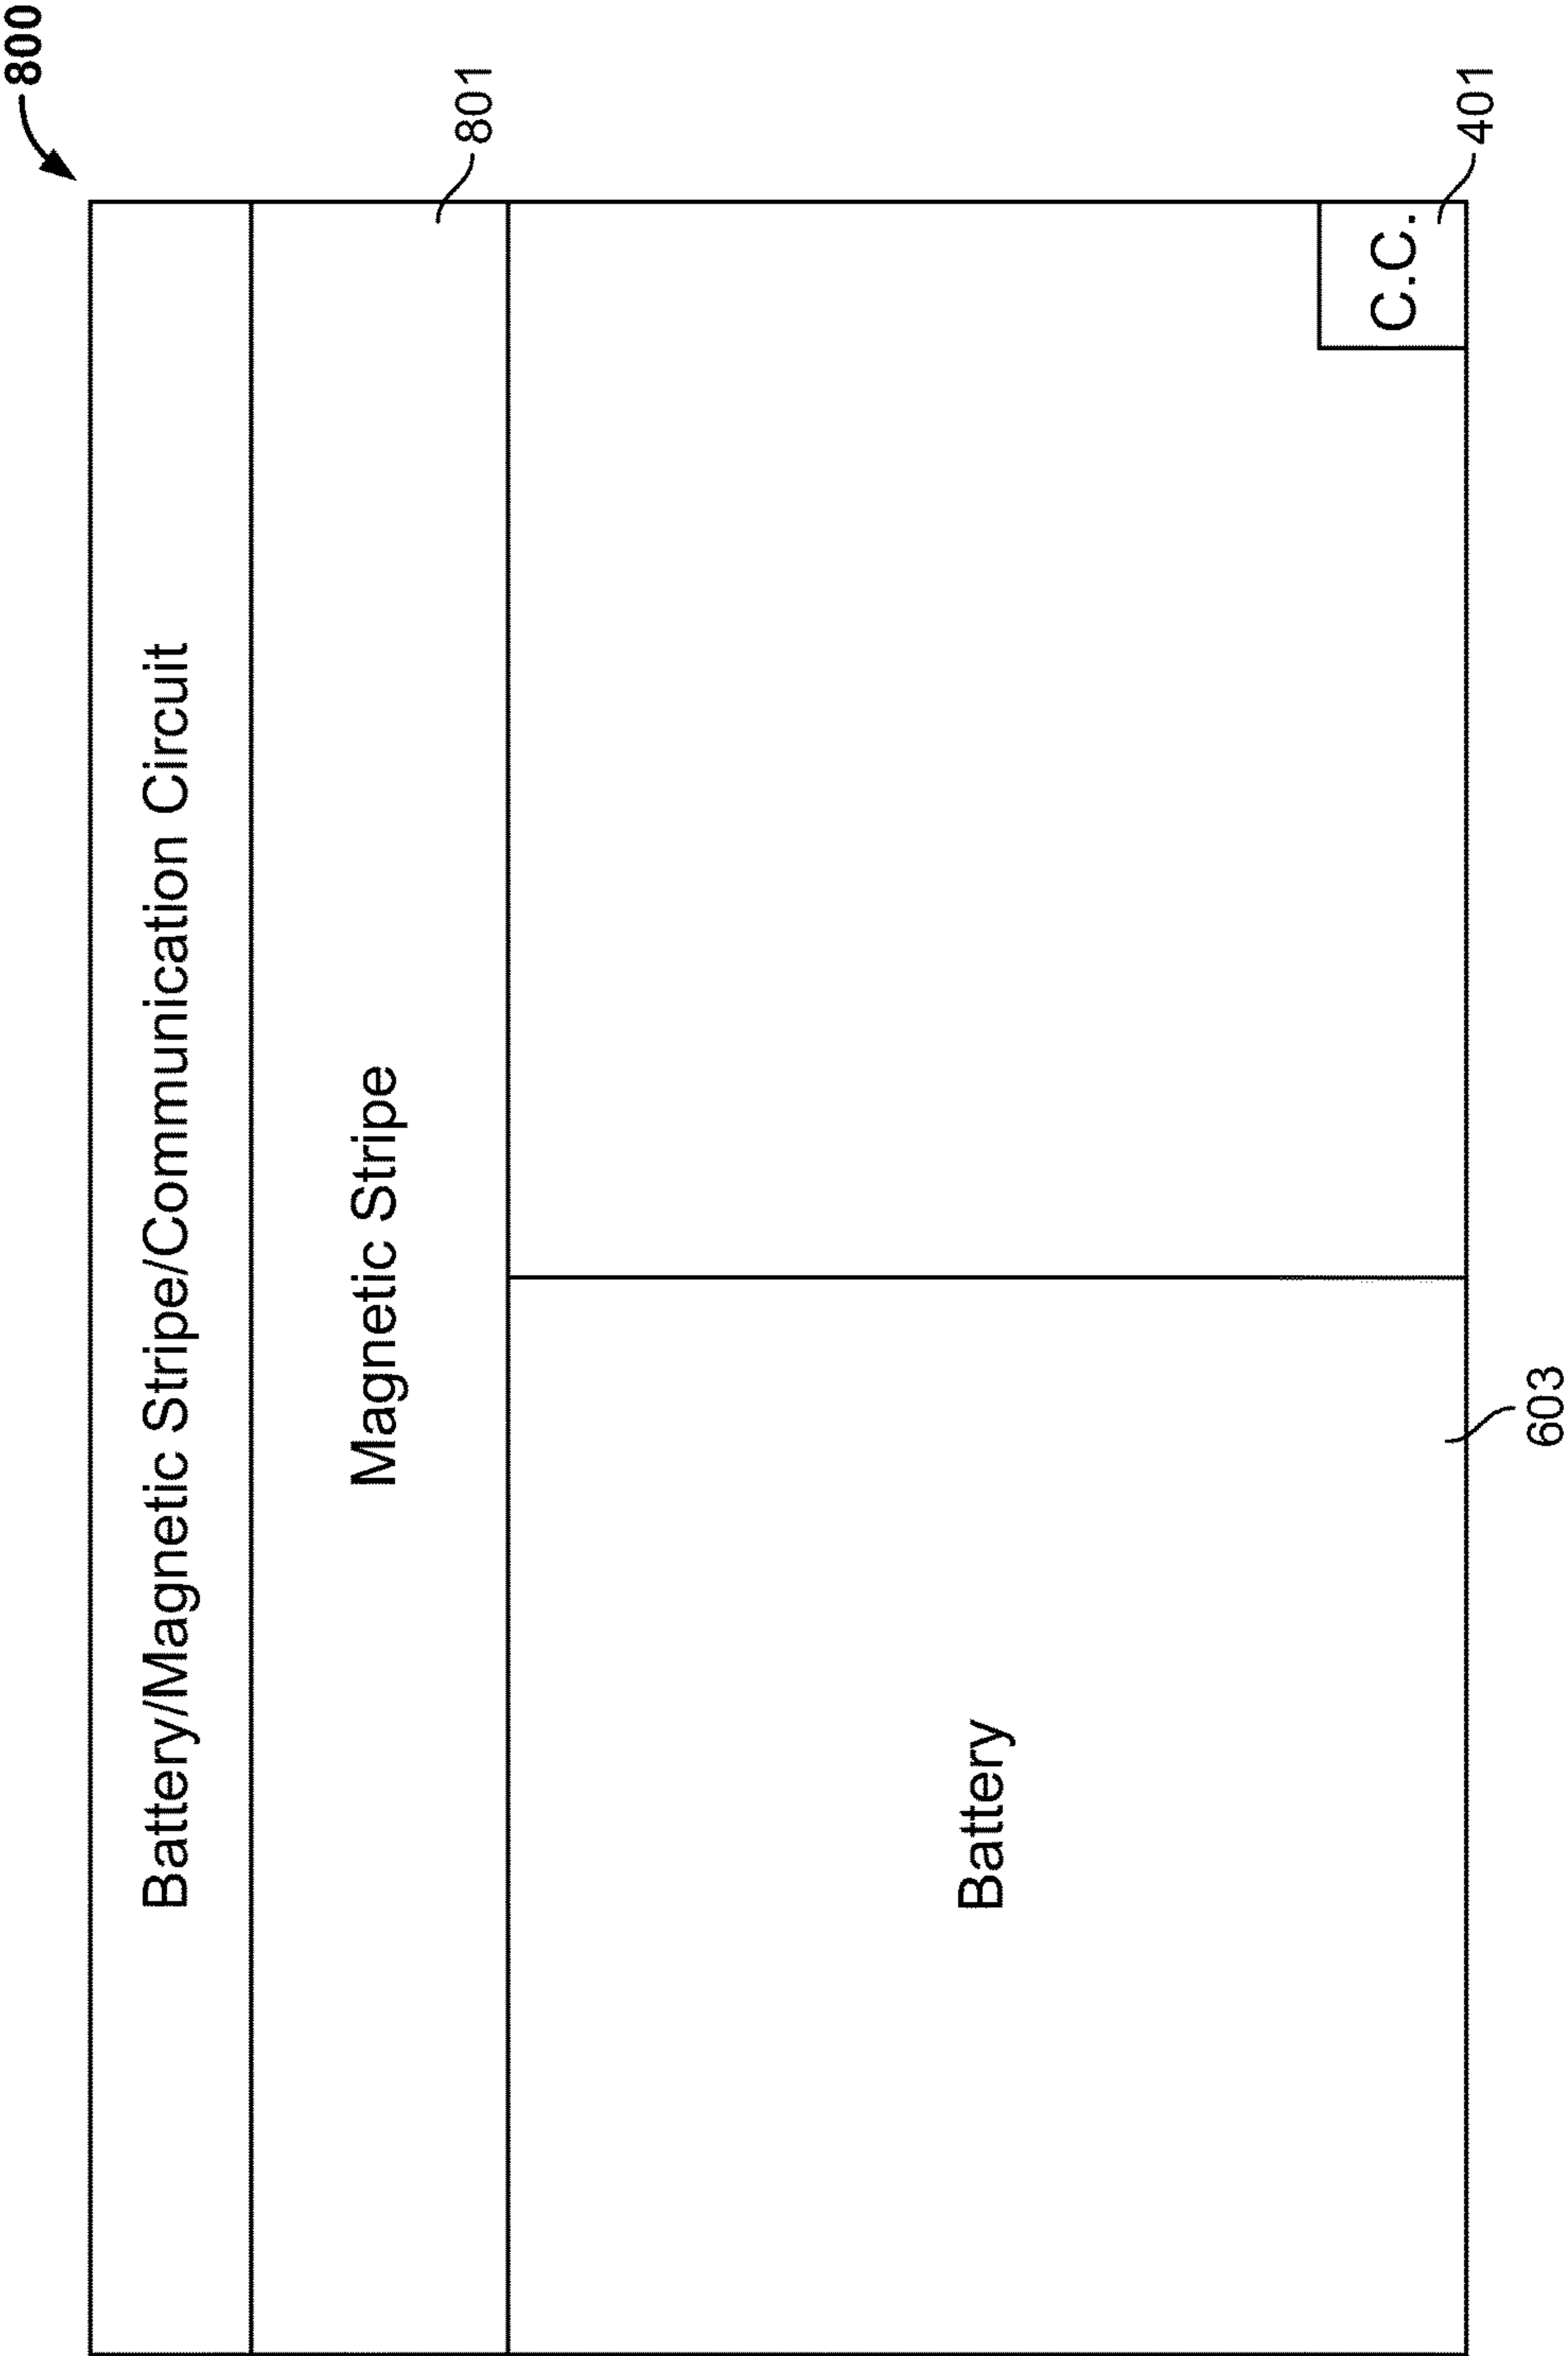 800
Battery/Magnetic Stripe/Communication Circuit
Magnetic Stripe
801
Battery
C.C.
401
603